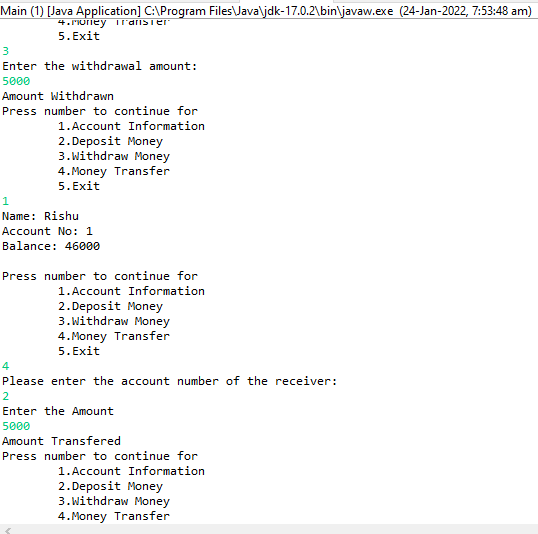 Main (1) [Java Application] C:\Program Files\Java\jdk-17.0.2\bin\javaw.exe (24-Jan-2022, 7:53:48 am)
4.Money Transfer
5.Exit
3
Enter the withdrawal amount:
5000
Amount Withdrawn
Press number to continue for
1.Account Information
2.Deposit Money
3.Withdraw Money
4.Money Transfer
5.Exit
1
Name: Rishu
Account No: 1
Balance: 46000
Press number to continue for
1.Account Information
2.Deposit Money
3.Withdraw Money
4.Money Transfer
5.Exit
4
Please enter the account number of the receiver:
2
Enter the Amount
5000
Amount Transfered
Press number to continue for
1.Account Information
2.Deposit Money
3.Withdraw Money
4.Money Transfer